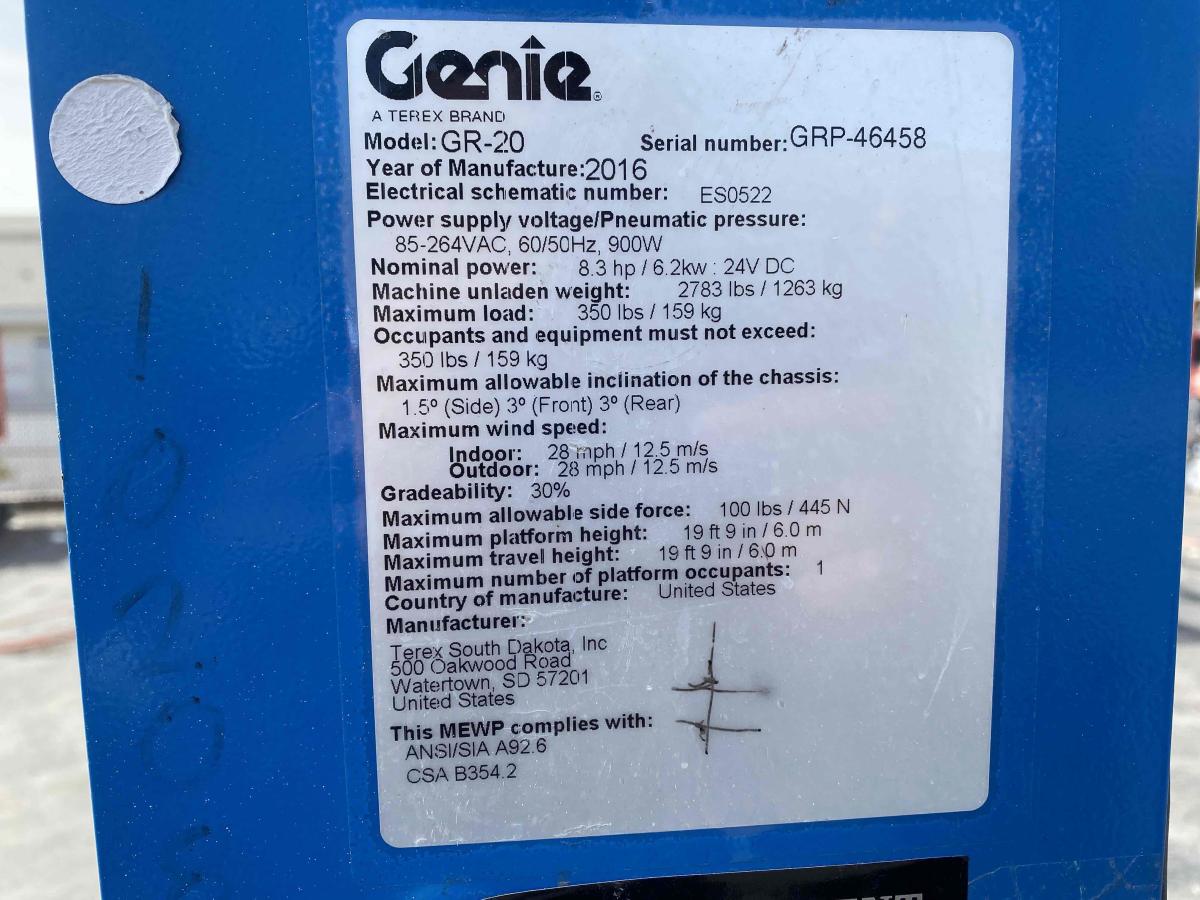 Genie®
A TEREX BRAND
Model: GR-20 Serial number: GRP-46458
Year of Manufacture: 2016
Electrical schematic number: ES0522
Power supply voltage/Pneumatic pressure:
85-264VAC, 60/50Hz, 900W
Nominal power: 8.3 hp / 6.2kw : 24V DC
Machine unladen weight: 2783 lbs / 1263 kg
Maximum load: 350 lbs / 159 kg
Occupants and equipment must not exceed:
350 lbs / 159 kg
Maximum allowable inclination of the chassis:
1.5º (Side) 3º (Front) 3º (Rear)
Maximum wind speed:
Indoor: 28 mph / 12.5 m/s
Outdoor: 28 mph / 12.5 m/s
Gradeability: 30%
Maximum allowable side force: 100 lbs / 445 N
Maximum platform height: 19 ft 9 in / 6.0 m
Maximum travel height: 19 ft 9 in / 6.0 m
Maximum number of platform occupants: 1
Country of manufacture: United States
Manufacturer:
Terex South Dakota, Inc
500 Oakwood Road
Watertown, SD 57201
United States
This MEWP complies with:
ANSI/SIA A92.6
CSA B354.2